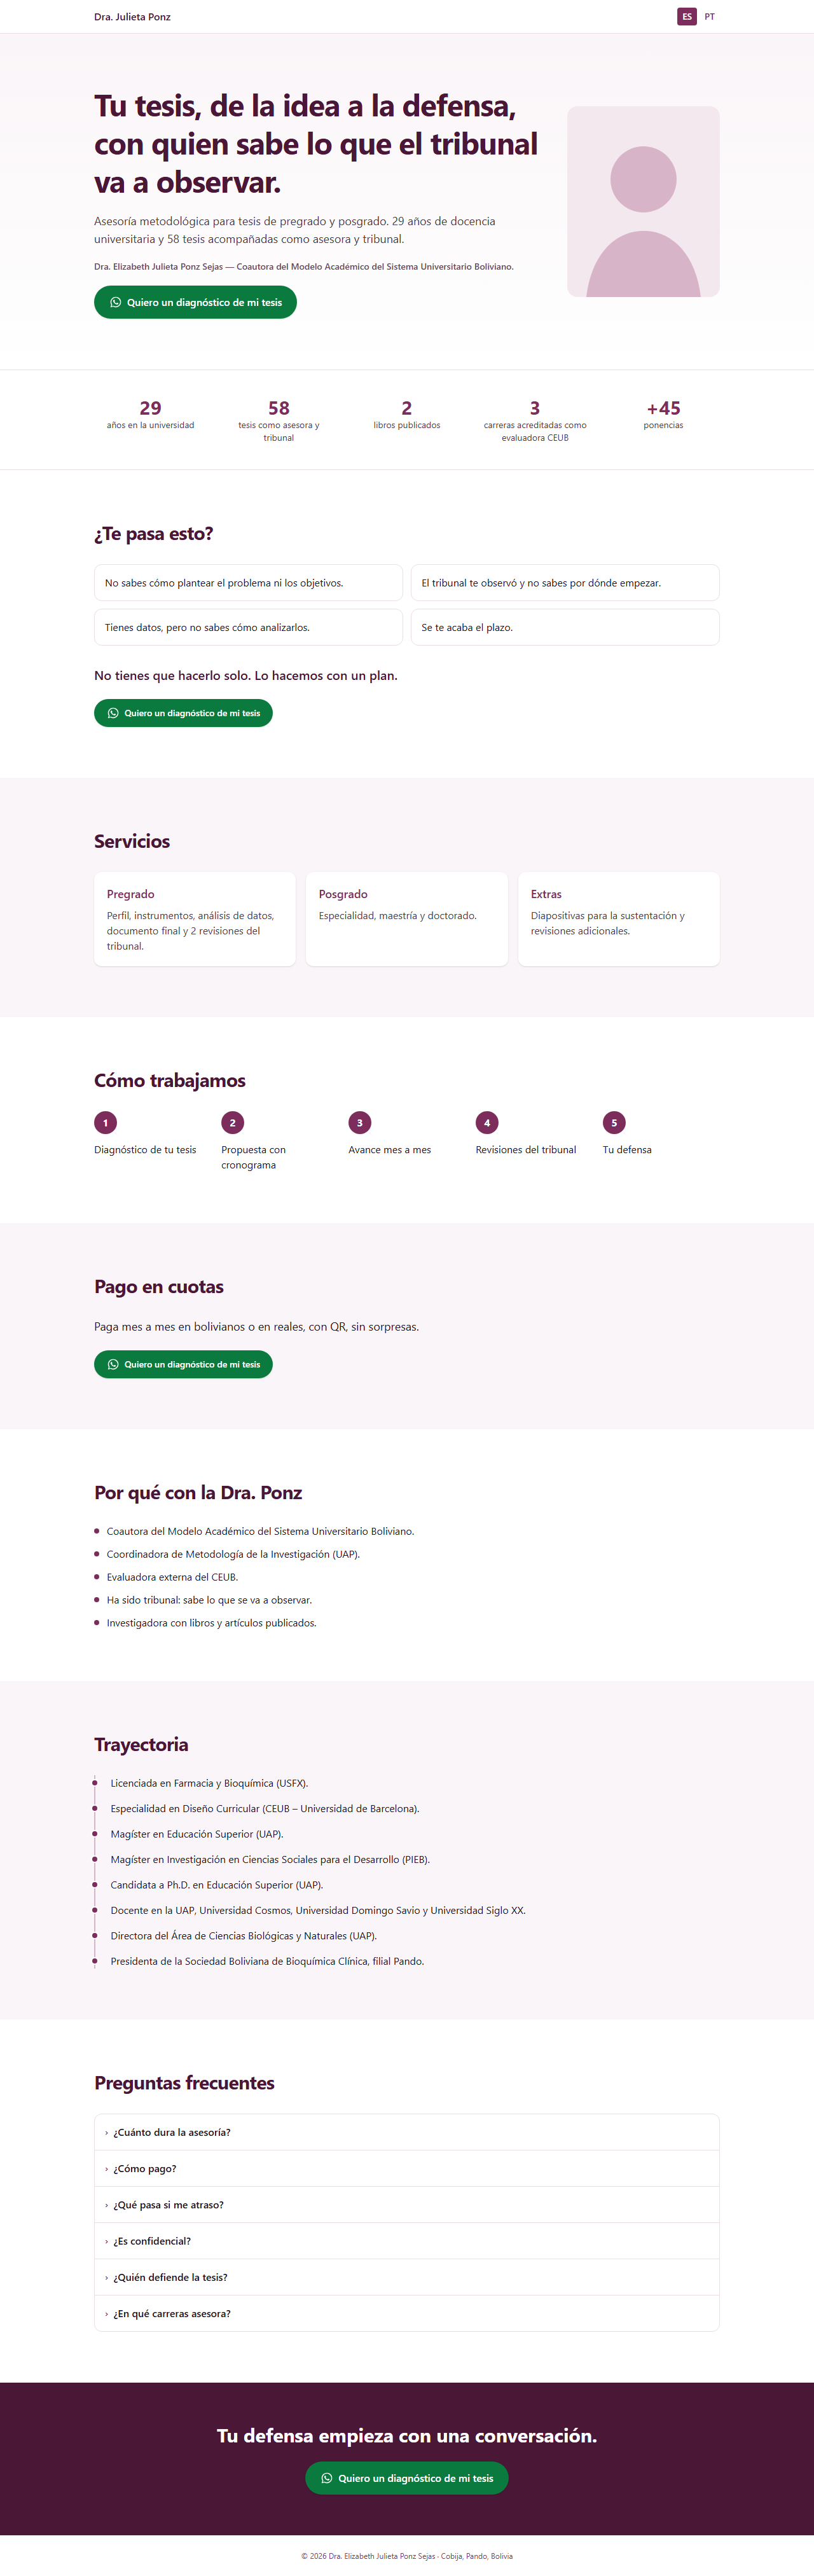 Dra. Julieta Ponz
ES PT
Tu tesis, de la idea a la defensa,
con quien sabe lo que el tribunal
va a observar.
Asesoría metodológica para tesis de pregrado y posgrado. 29 años de docencia
universitaria y 58 tesis acompañadas como asesora y tribunal.
Dra. Elizabeth Julieta Ponz Sejas — Coautora del Modelo Académico del Sistema Universitario Boliviano.
Quiero un diagnóstico de mi tesis
29
años en la universidad
58
tesis como asesora y
tribunal
2
libros publicados
3
carreras acreditadas como
evaluadora CEUB
+45
ponencias
¿Te pasa esto?
No sabes cómo plantear el problema ni los objetivos.
El tribunal te observó y no sabes por dónde empezar.
Tienes datos, pero no sabes cómo analizarlos.
Se te acaba el plazo.
No tienes que hacerlo solo. Lo hacemos con un plan.
Quiero un diagnóstico de mi tesis
Servicios
Pregrado
Perfil, instrumentos, análisis de datos,
documento final y 2 revisiones del
tribunal.
Posgrado
Especialidad, maestría y doctorado.
Extras
Diapositivas para la sustentación y
revisiones adicionales.
Cómo trabajamos
1
Diagnóstico de tu tesis
2
Propuesta con
cronograma
3
Avance mes a mes
4
Revisiones del tribunal
5
Tu defensa
Pago en cuotas
Paga mes a mes en bolivianos o en reales, con QR, sin sorpresas.
Quiero un diagnóstico de mi tesis
Por qué con la Dra. Ponz
Coautora del Modelo Académico del Sistema Universitario Boliviano.
Coordinadora de Metodología de la Investigación (UAP).
Evaluadora externa del CEUB.
Ha sido tribunal: sabe lo que se va a observar.
Investigadora con libros y artículos publicados.
Trayectoria
Licenciada en Farmacia y Bioquímica (USFX).
Especialidad en Diseño Curricular (CEUB – Universidad de Barcelona).
Magíster en Educación Superior (UAP).
Magíster en Investigación en Ciencias Sociales para el Desarrollo (PIEB).
Candidata a Ph.D. en Educación Superior (UAP).
Docente en la UAP, Universidad Cosmos, Universidad Domingo Savio y Universidad Siglo XX.
Directora del Área de Ciencias Biológicas y Naturales (UAP).
Presidenta de la Sociedad Boliviana de Bioquímica Clínica, filial Pando.
Preguntas frecuentes
› ¿Cuánto dura la asesoría?
› ¿Cómo pago?
› ¿Qué pasa si me atraso?
› ¿Es confidencial?
› ¿Quién defiende la tesis?
› ¿En qué carreras asesora?
Tu defensa empieza con una conversación.
Quiero un diagnóstico de mi tesis
© 2026 Dra. Elizabeth Julieta Ponz Sejas · Cobija, Pando, Bolivia